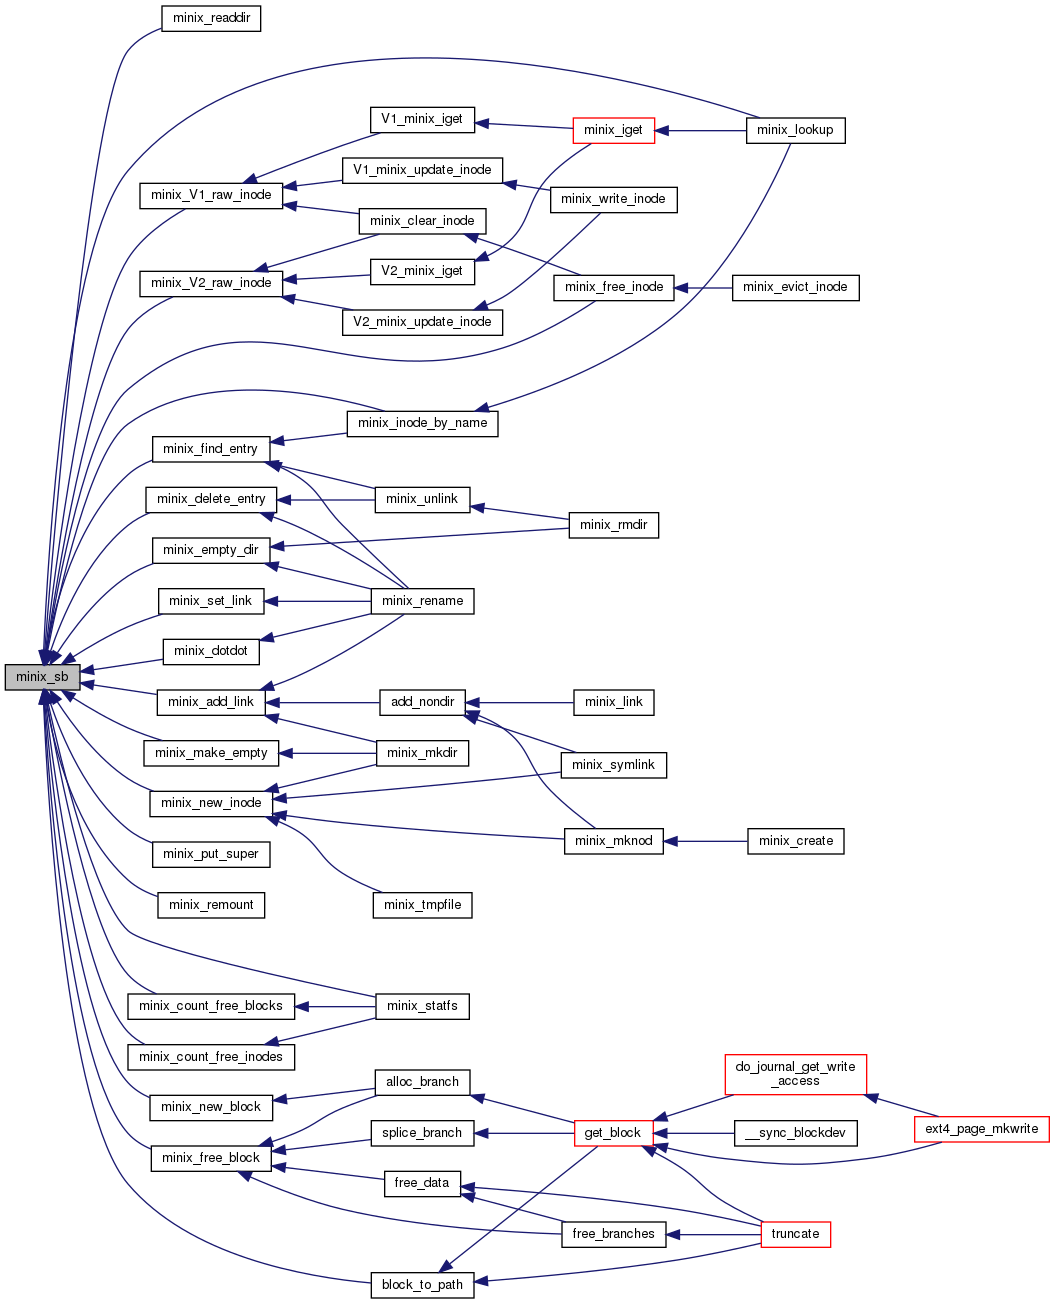 minix_readdir
minix_lookup
V1_minix_iget
minix_iget
V1_minix_update_inode
minix_V1_raw_inode
minix_write_inode
minix_clear_inode
V2_minix_iget
minix_V2_raw_inode
minix_free_inode
minix_evict_inode
V2_minix_update_inode
minix_inode_by_name
minix_find_entry
minix_delete_entry
minix_unlink
minix_rmdir
minix_empty_dir
minix_set_link
minix_rename
minix_dotdot
minix_sb
minix_add_link
add_nondir
minix_link
minix_make_empty
minix_mkdir
minix_symlink
minix_new_inode
minix_mknod
minix_create
minix_put_super
minix_remount
minix_tmpfile
minix_count_free_blocks
minix_statfs
minix_count_free_inodes
alloc_branch
do_journal_get_write
_access
minix_new_block
splice_branch
get_block
__sync_blockdev
ext4_page_mkwrite
minix_free_block
free_data
free_branches
truncate
block_to_path